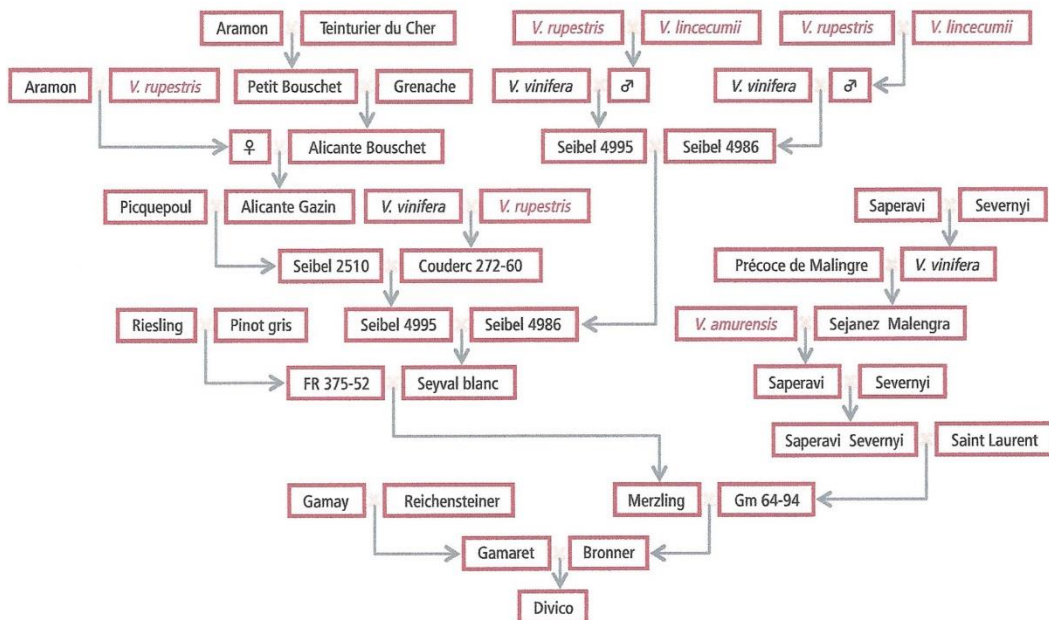 Aramon Teinturier du Cher V. rupestris V. lincecumii V. rupestris V. lincecumii
Aramon V. rupestris Petit Bouschet Grenache V. vinifera ♂ V. vinifera ♂
♀ Alicante Bouschet Seibel 4995 Seibel 4986
Picquepoul Alicante Gazin V. vinifera V. rupestris Saperavi Severnyi
Seibel 2510 Couderc 272-60 Précoce de Malingre V. vinifera
Riesling Pinot gris Seibel 4995 Seibel 4986 V. amurensis Sejanez Malengra
FR 375-52 Seyval blanc Saperavi Severnyi
Saperavi Severnyi Saint Laurent
Gamay Reichensteiner Merzling Gm 64-94
Gamaret Bronner
Divico